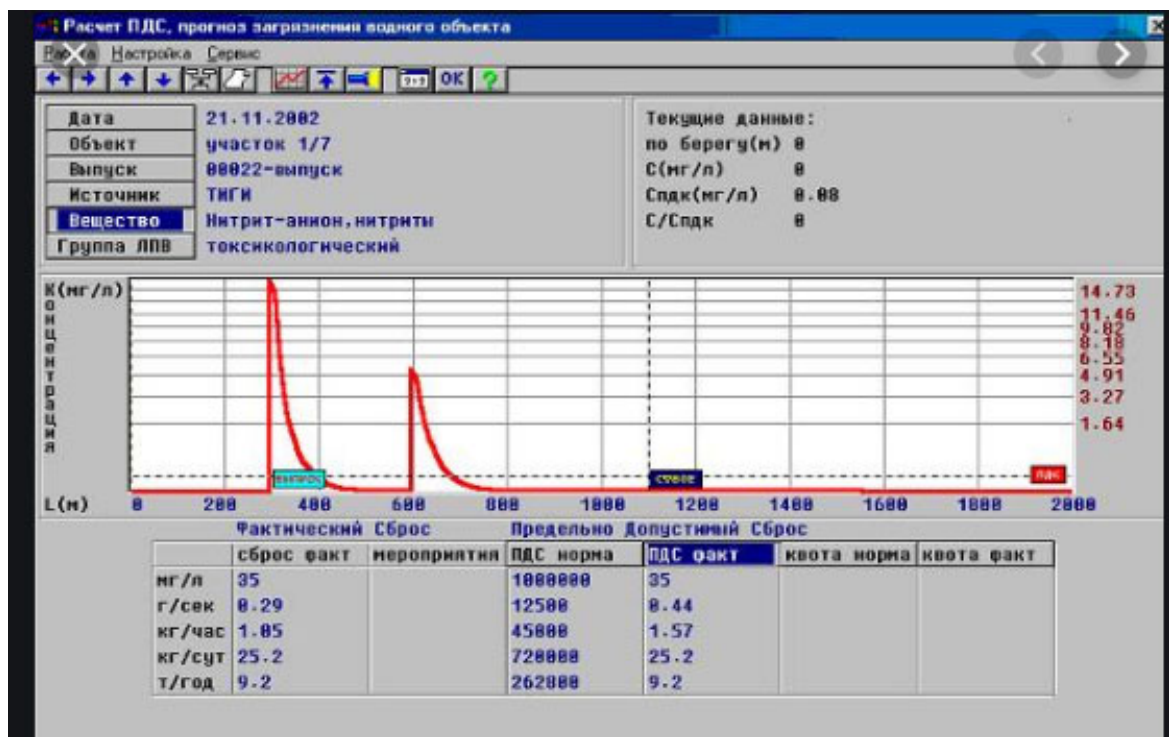 Расчет ПДС, прогноз загрязнения водного объекта
Настройка Сервис
OK ?
Дата 21.11.2002
Объект участок 1/7
Выпуск 00022-выпуск
Источник ТИГИ
Вещество Нитрит-анион,нитриты
Группа ЛПВ токсикологический
Текущие данные:
по берегу(м) 0
С(мг/л) 0
Спдк(мг/л) 0.08
С/Спдк 0
К(мг/л)
онцентрация
14.73
11.46
9.82
8.18
6.55
4.91
3.27
1.64
выпуск
створ
ПДК
L(м) 0 200 400 600 800 1000 1200 1400 1600 1800 2000
Фактический Сброс Предельно Допустимый Сброс
сброс факт мероприятия ПДС норма ПДС факт квота норма квота факт
мг/л 35 1000000 35
г/сек 0.29 12500 0.44
кг/час 1.05 45000 1.57
кг/сут 25.2 720000 25.2
т/год 9.2 262800 9.2